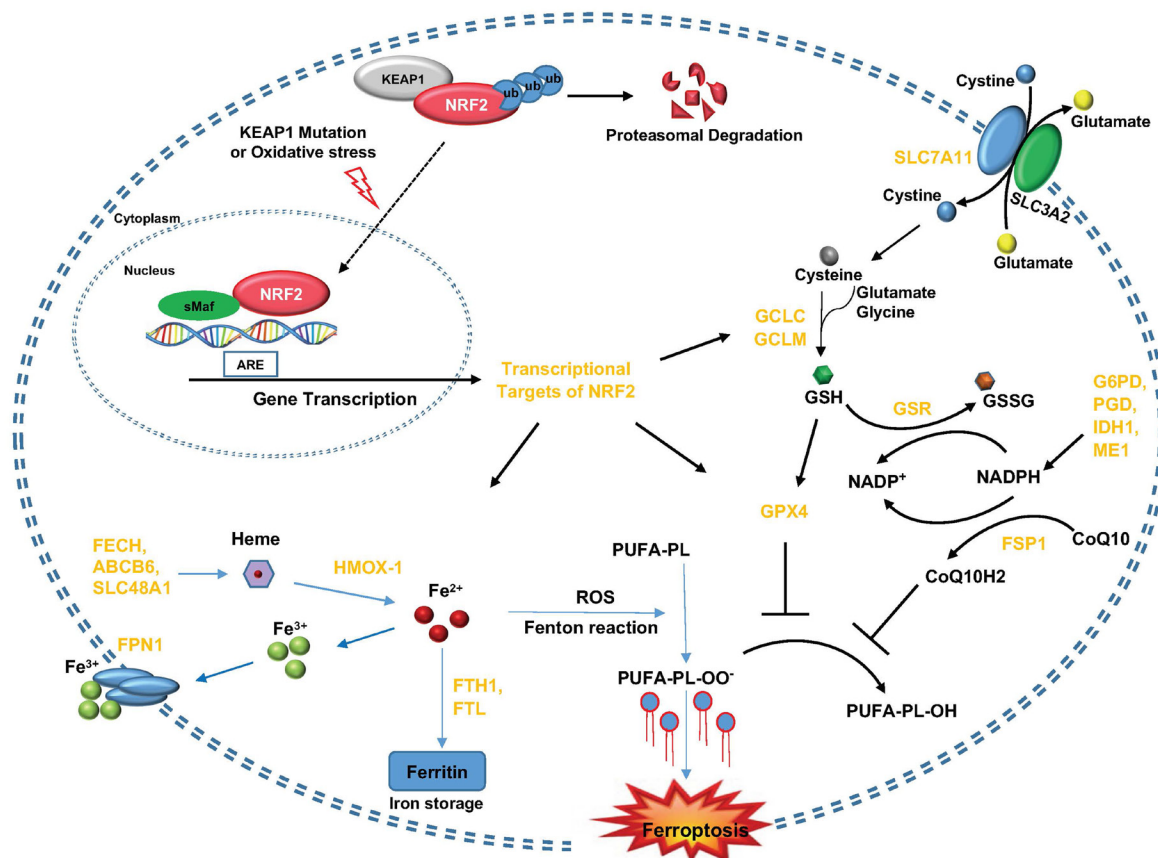 KEAP1
NRF2
ub
ub
ub
Proteasomal Degradation
KEAP1 Mutation
or Oxidative stress
Cytoplasm
Nucleus
sMaf
NRF2
ARE
Gene Transcription
Transcriptional
Targets of NRF2
Cystine
Glutamate
SLC7A11
SLC3A2
Cystine
Glutamate
Cysteine
Glutamate
Glycine
GCLC
GCLM
GSH
GSR
GSSG
G6PD,
PGD,
IDH1,
ME1
NADP⁺
NADPH
GPX4
FSP1
CoQ10
CoQ10H2
FECH,
ABCB6,
SLC48A1
Heme
HMOX-1
Fe²⁺
Fe³⁺
FPN1
Fe³⁺
FTH1,
FTL
Ferritin
Iron storage
ROS
Fenton reaction
PUFA-PL
PUFA-PL-OO⁻
PUFA-PL-OH
Ferroptosis